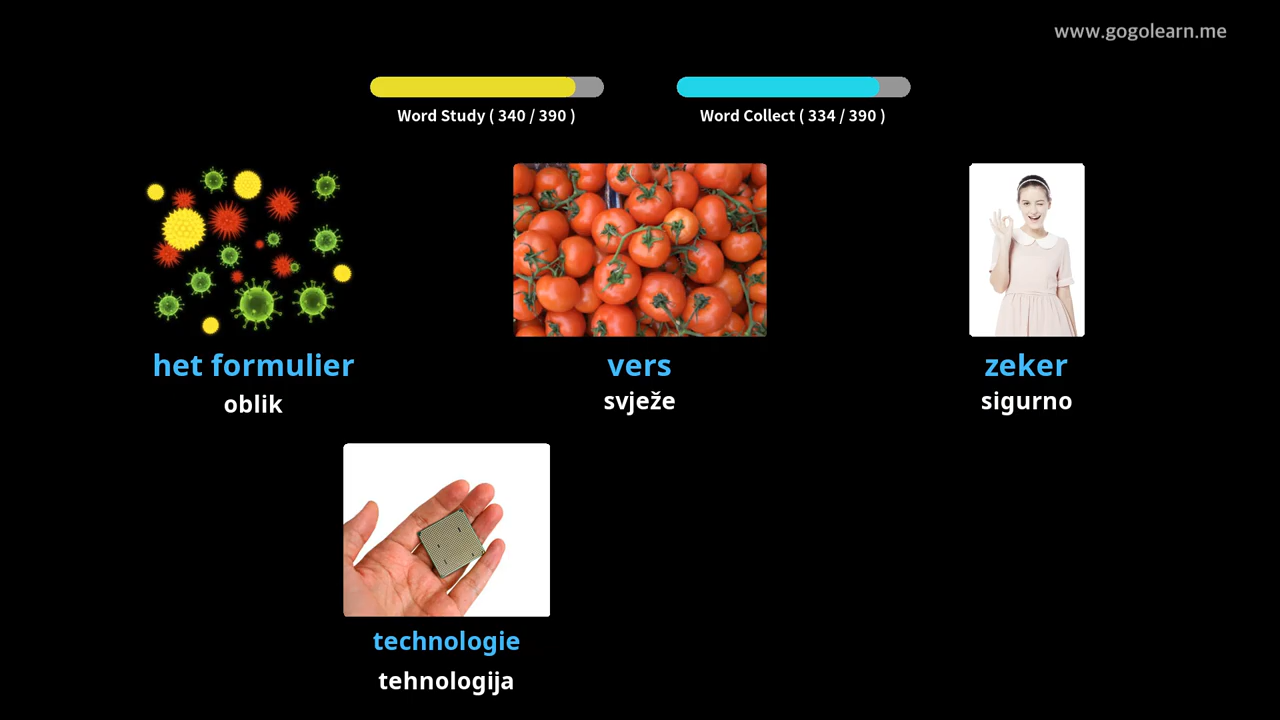 www.gogolearn.me
Word Study ( 340 / 390 )
Word Collect ( 334 / 390 )
het formulier
oblik
vers
svježe
zeker
sigurno
technologie
tehnologija